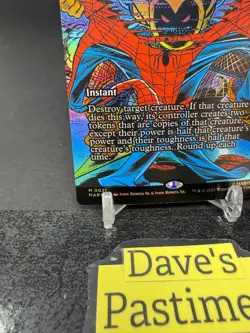 Instant
Destroy target creature. If that creature
dies this way, its controller creates two
tokens that are copies of that creature,
except their power is half that creature's
power and their toughness is half that
creature's toughness. Round up each
time.
M 0037
MAR
Dave's
Pastime